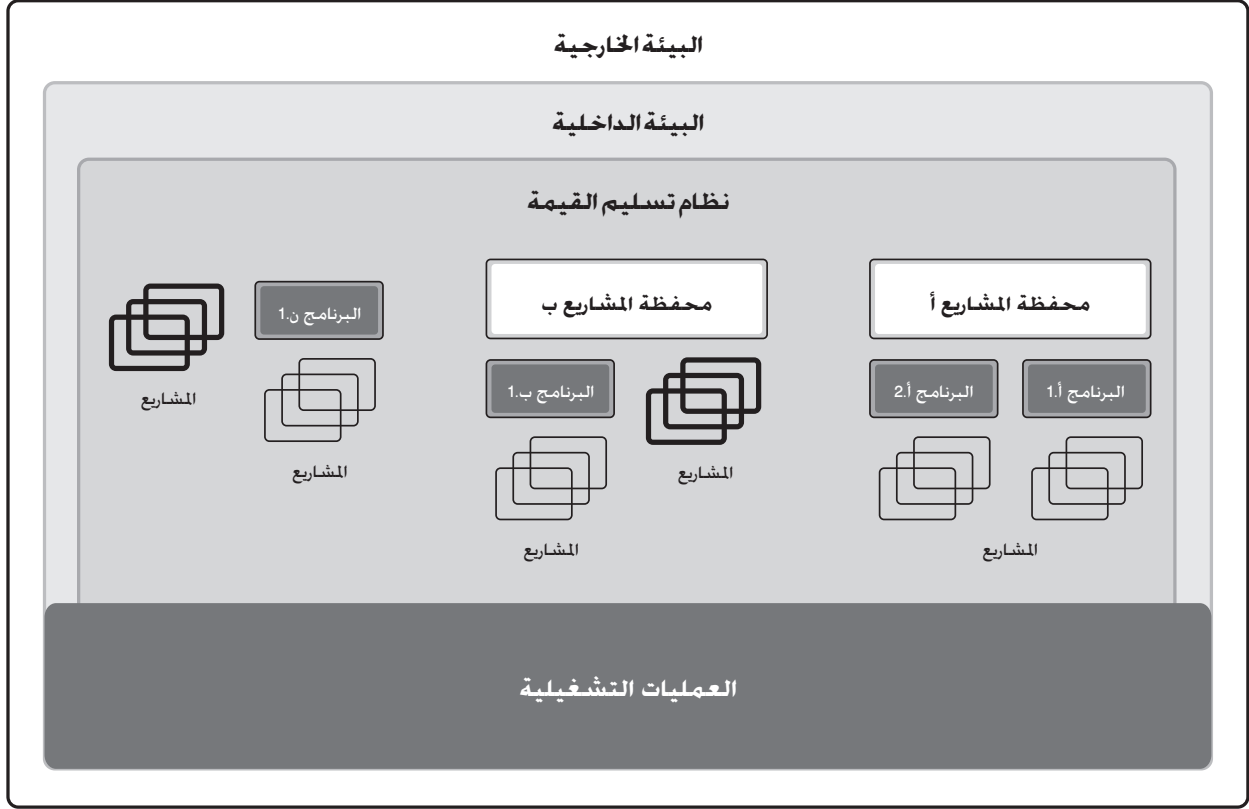 البيئة الخارجية
البيئة الداخلية
نظام تسليم القيمة
محفظة المشاريع أ
محفظة المشاريع ب
البرنامج ن.1
البرنامج أ.1
البرنامج أ.2
البرنامج ب.1
المشاريع
المشاريع
المشاريع
المشاريع
المشاريع
العمليات التشغيلية